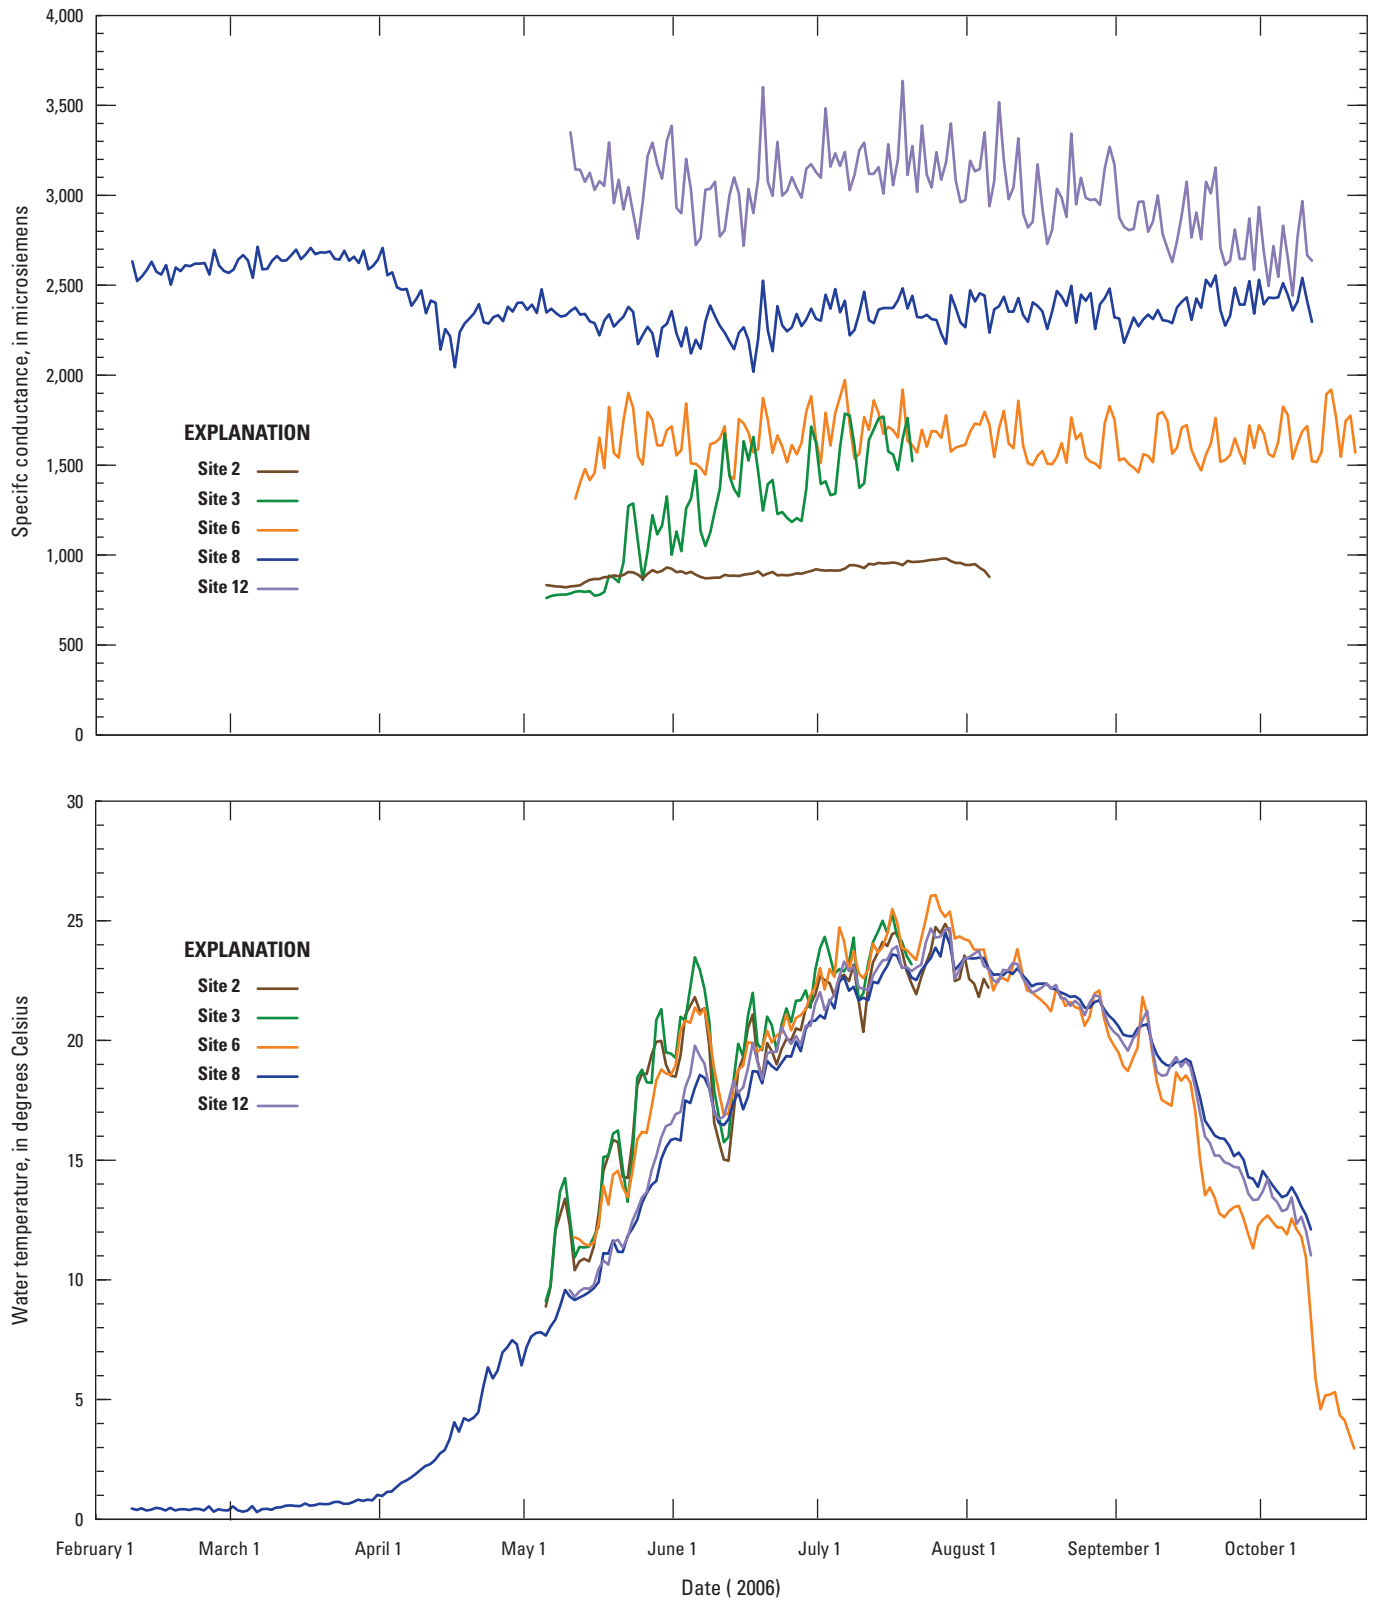 4,000
3,500
3,000
2,500
2,000
1,500
1,000
500
0
Specifc conductance, in microsiemens
EXPLANATION
Site 2
Site 3
Site 6
Site 8
Site 12
30
25
20
15
10
5
0
Water temperature, in degrees Celsius
EXPLANATION
Site 2
Site 3
Site 6
Site 8
Site 12
February 1 March 1 April 1 May 1 June 1 July 1 August 1 September 1 October 1
Date ( 2006)